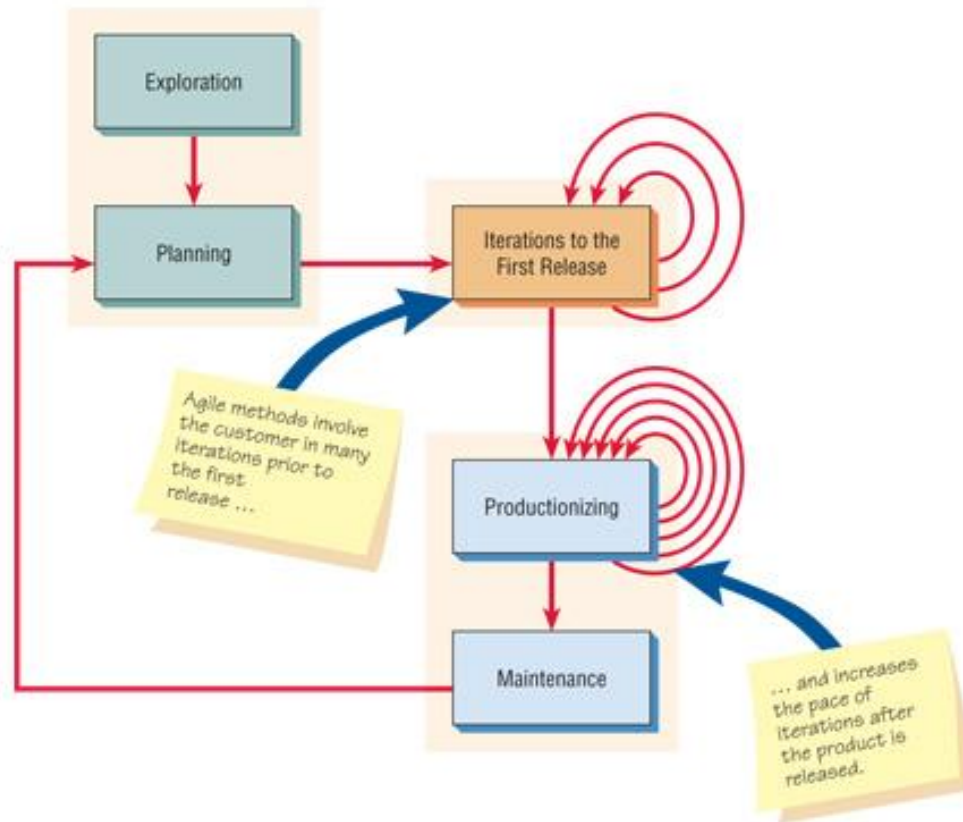 Exploration
Planning
Iterations to the
First Release
Agile methods involve
the customer in many
iterations prior to
the first
release ...
Productionizing
Maintenance
... and increases
the pace of
iterations after
the product is
released.